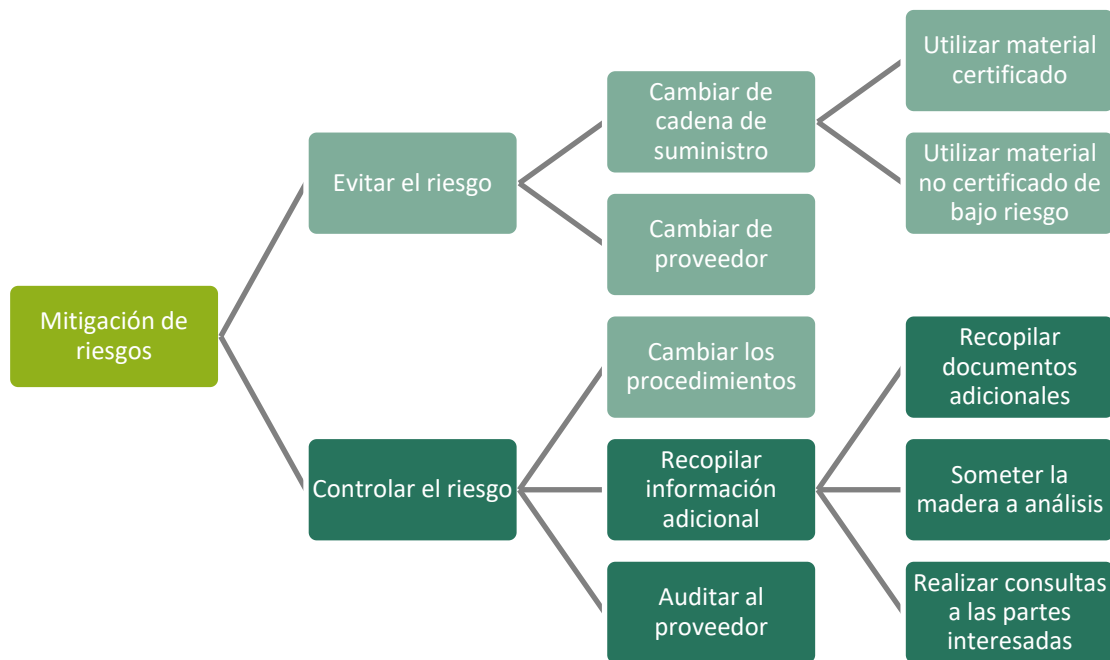 Mitigación de
riesgos
Evitar el riesgo
Cambiar de
cadena de
suministro
Utilizar material
certificado
Utilizar material
no certificado de
bajo riesgo
Cambiar de
proveedor
Controlar el riesgo
Cambiar los
procedimientos
Recopilar
información
adicional
Recopilar
documentos
adicionales
Someter la
madera a análisis
Realizar consultas
a las partes
interesadas
Auditar al
proveedor